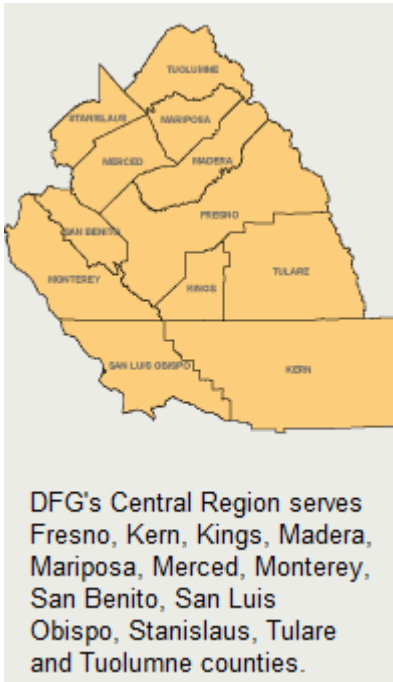 TUOLUMNE
STANISLAUS
MARIPOSA
MERCED
MADERA
FRESNO
SAN BENITO
TULARE
MONTEREY
KINGS
SAN LUIS OBISPO
KERN
DFG's Central Region serves
Fresno, Kern, Kings, Madera,
Mariposa, Merced, Monterey,
San Benito, San Luis
Obispo, Stanislaus, Tulare
and Tuolumne counties.